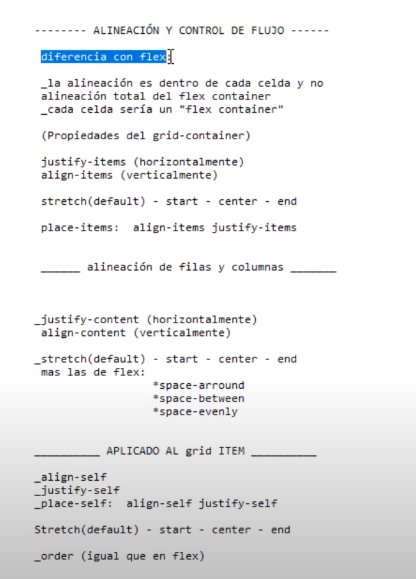 -------- ALINEACIÓN Y CONTROL DE FLUJO ------
diferencia con flex:
_la alineación es dentro de cada celda y no
alineación total del flex container
_cada celda sería un "flex container"
(Propiedades del grid-container)
justify-items (horizontalmente)
align-items (verticalmente)
stretch(default) - start - center - end
place-items:  align-items justify-items
______ alineación de filas y columnas _______
_justify-content (horizontalmente)
align-content (verticalmente)
_stretch(default) - start - center - end
mas las de flex:
*space-arround
*space-between
*space-evenly
__________ APLICADO AL grid ITEM __________
_align-self
_justify-self
_place-self:  align-self justify-self
Stretch(default) - start - center - end
_order (igual que en flex)